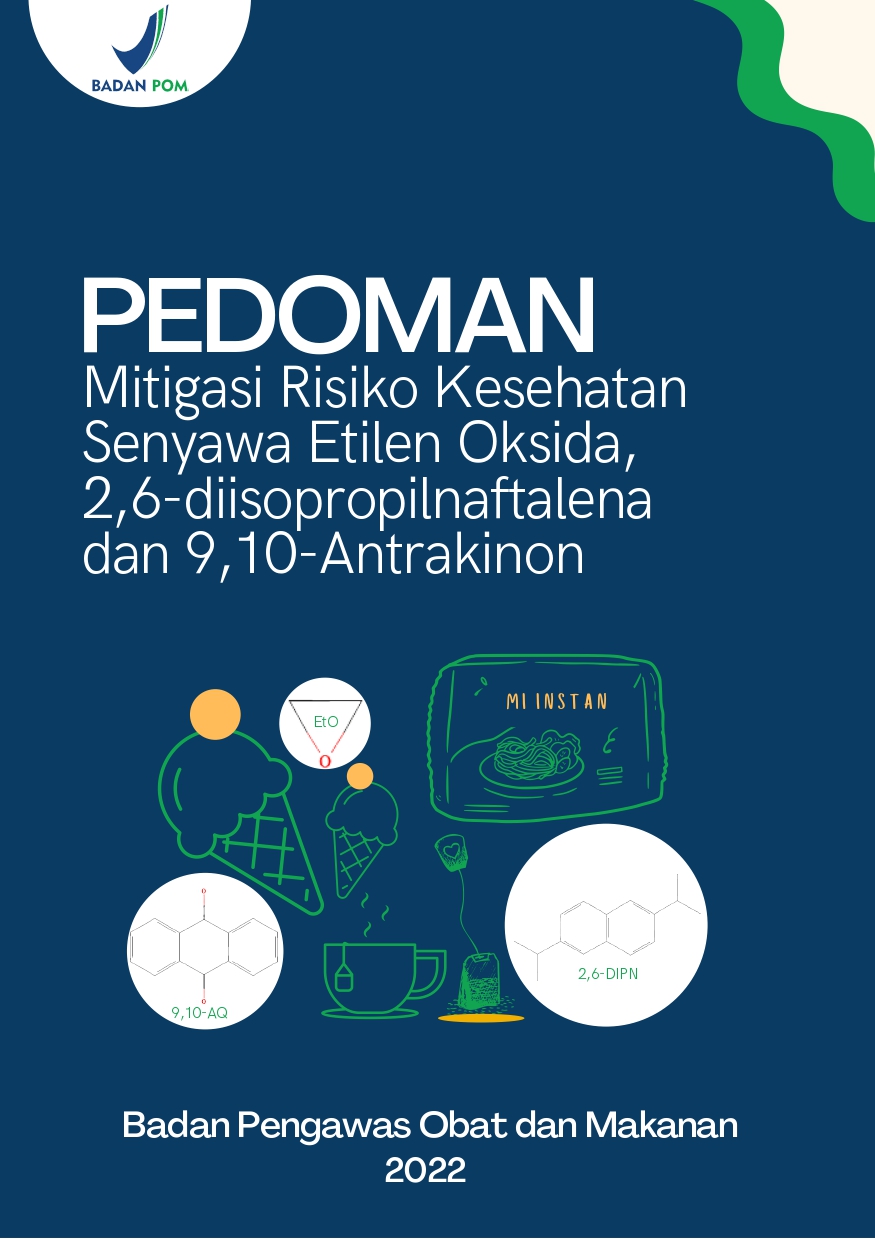 BADAN POM
PEDOMAN
Mitigasi Risiko Kesehatan
Senyawa Etilen Oksida,
2,6-diisopropilnaftalena
dan 9,10-Antrakinon
EtO
O
MI INSTAN
O
O
9,10-AQ
2,6-DIPN
Badan Pengawas Obat dan Makanan
2022